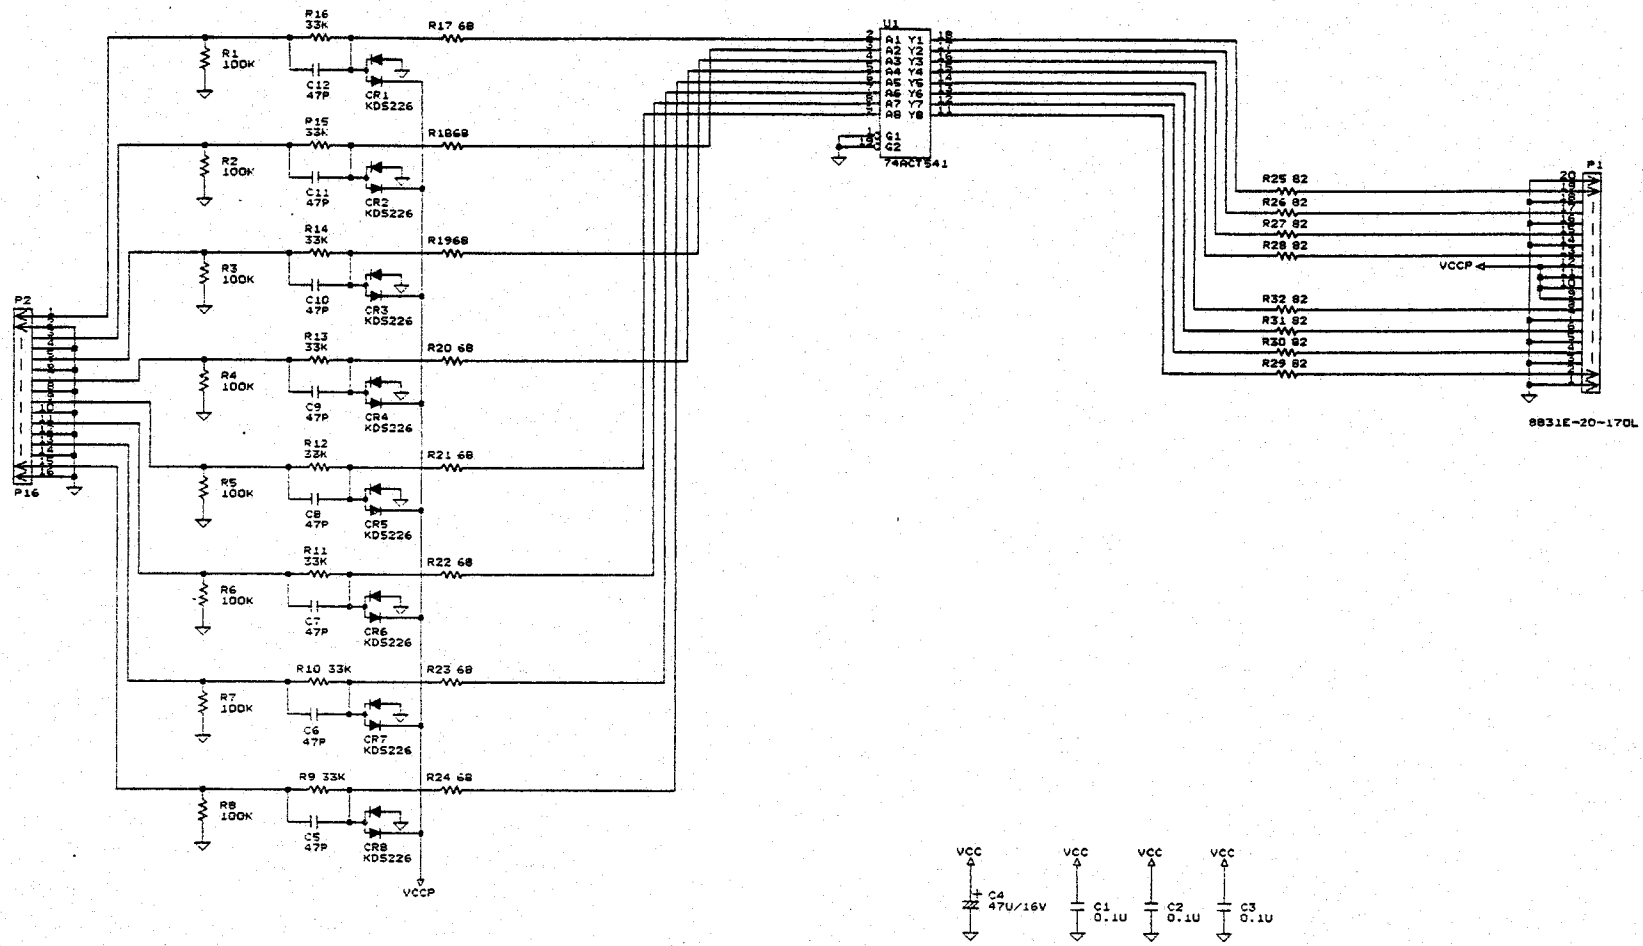 R16
33K
R17 68
R1
100K
C12
47P
CR1
KDS226
R15
33K
R1868
R2
100K
C11
47P
CR2
KDS226
R14
33K
R1968
R3
100K
C10
47P
CR3
KDS226
R13
33K
R20 68
R4
100K
C9
47P
CR4
KDS226
R12
33K
R21 68
R5
100K
C8
47P
CR5
KDS226
R11
33K
R22 68
R6
100K
C7
47P
CR6
KDS226
R10 33K
R23 68
R7
100K
C6
47P
CR7
KDS226
R9 33K
R24 68
R8
100K
C5
47P
CR8
KDS226
VCCP
P2
P16
U1
A1 Y1
A2 Y2
A3 Y3
A4 Y4
A5 Y5
A6 Y6
A7 Y7
A8 Y8
G1
G2
74ACT541
P1
20
R25 82
R26 82
R27 82
R28 82
VCCP
R32 82
R31 82
R30 82
R29 82
8831E-20-170L
VCC
C4
47U/16V
VCC
C1
0.1U
VCC
C2
0.1U
VCC
C3
0.1U